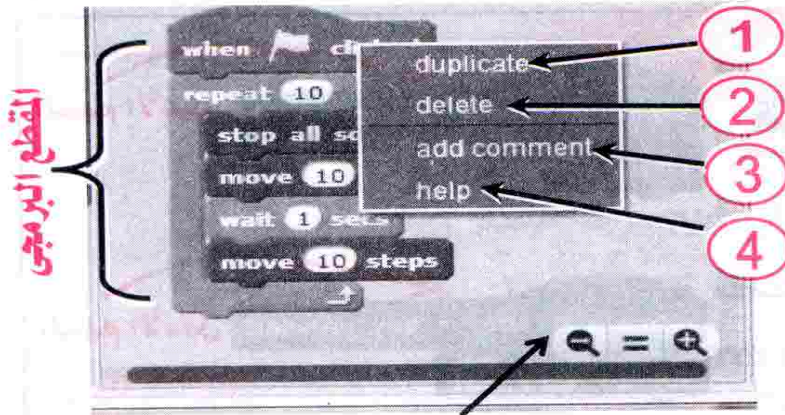 when clicked
repeat 10
stop all so
move 10
wait 1 secs
move 10 steps
duplicate
delete
add comment
help
1
2
3
4
المقطع البرمجي
=